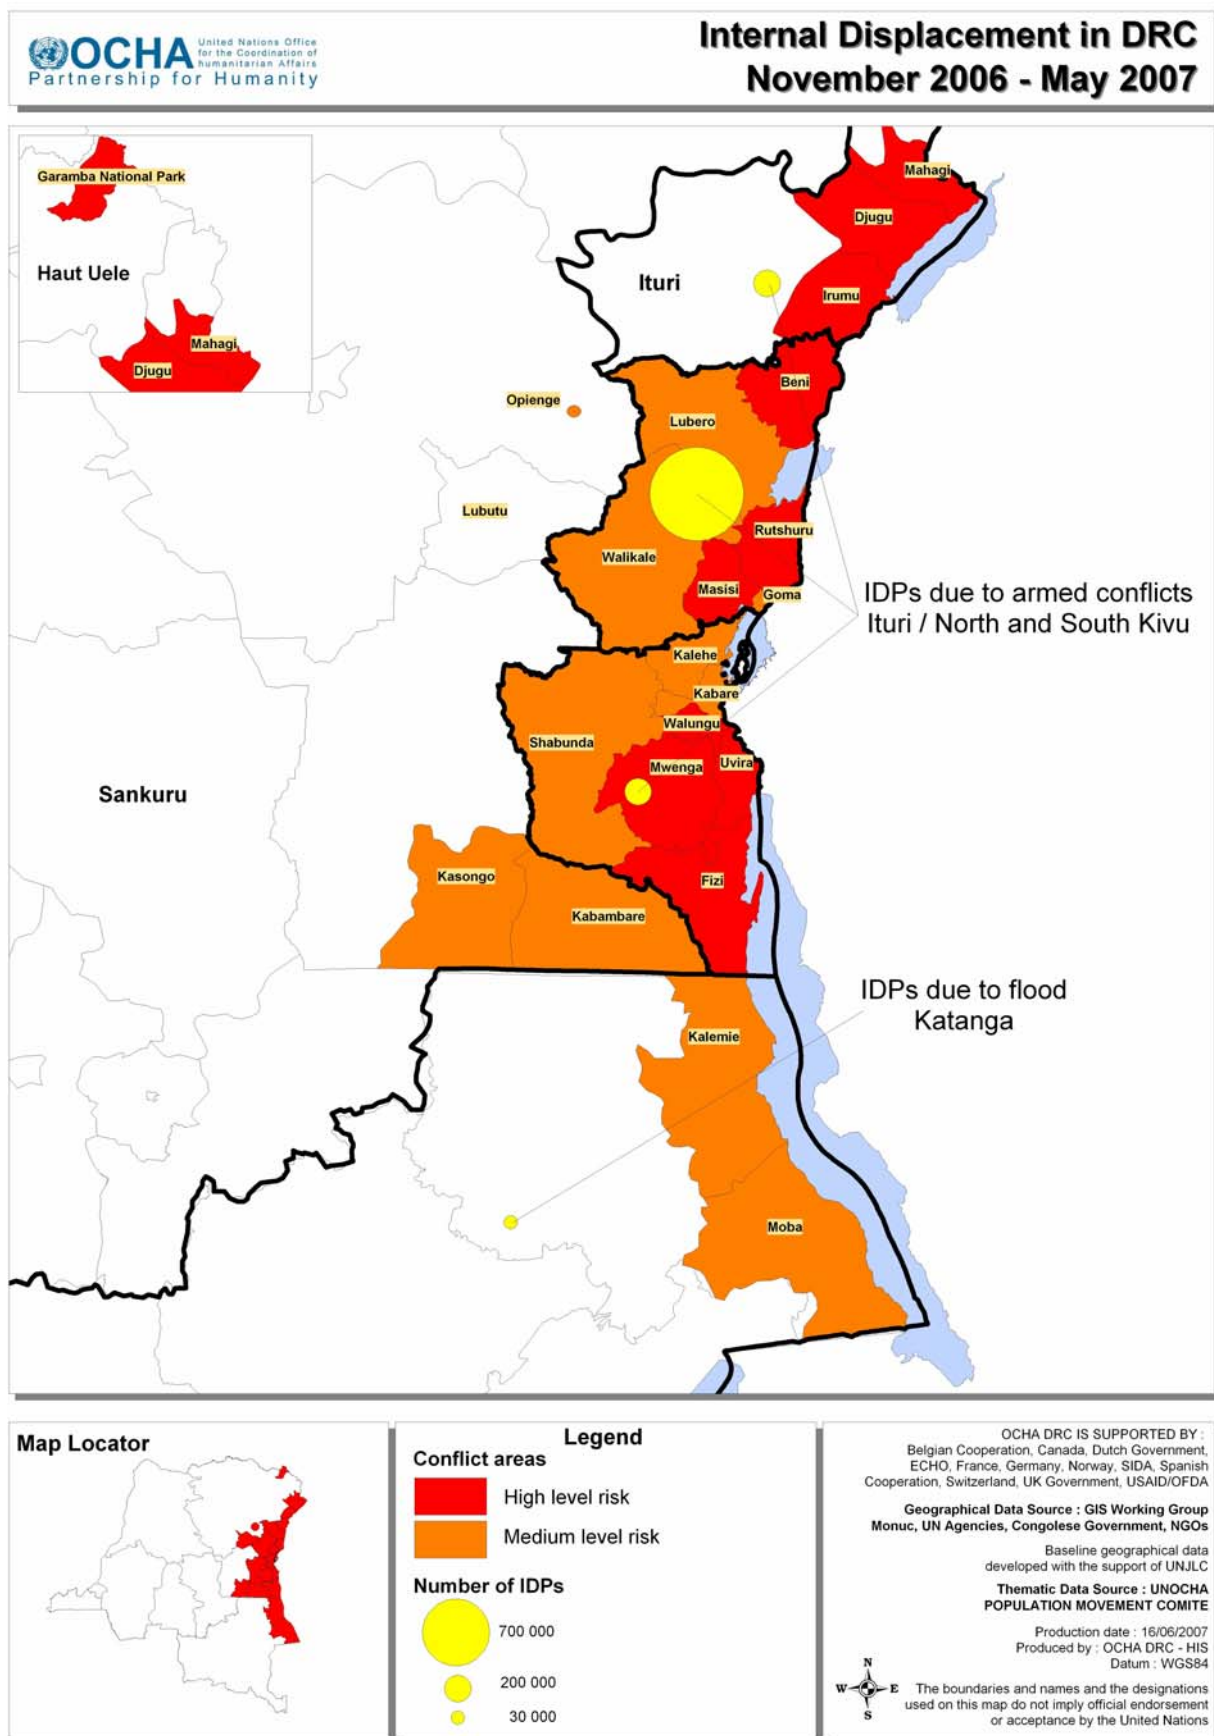 OCHA
United Nations Office
for the Coordination of
humanitarian Affairs
Partnership for Humanity
Internal Displacement in DRC
November 2006 - May 2007
Garamba National Park
Haut Uele
Mahagi
Djugu
Mahagi
Djugu
Ituri
Irumu
Beni
Opienge
Lubero
Lubutu
Rutshuru
Walikale
Masisi
Goma
IDPs due to armed conflicts
Ituri / North and South Kivu
Kalehe
Kabare
Walungu
Shabunda
Mwenga
Uvira
Sankuru
Kasongo
Fizi
Kabambare
IDPs due to flood
Katanga
Kalemie
Moba
Map Locator
Legend
Conflict areas
High level risk
Medium level risk
Number of IDPs
700 000
200 000
30 000
OCHA DRC IS SUPPORTED BY :
Belgian Cooperation, Canada, Dutch Government,
ECHO, France, Germany, Norway, SIDA, Spanish
Cooperation, Switzerland, UK Government, USAID/OFDA
Geographical Data Source : GIS Working Group
Monuc, UN Agencies, Congolese Government, NGOs
Baseline geographical data
developed with the support of UNJLC
Thematic Data Source : UNOCHA
POPULATION MOVEMENT COMITE
Production date : 16/06/2007
Produced by : OCHA DRC - HIS
Datum : WGS84
N
W E
S
The boundaries and names and the designations
used on this map do not imply official endorsement
or acceptance by the United Nations